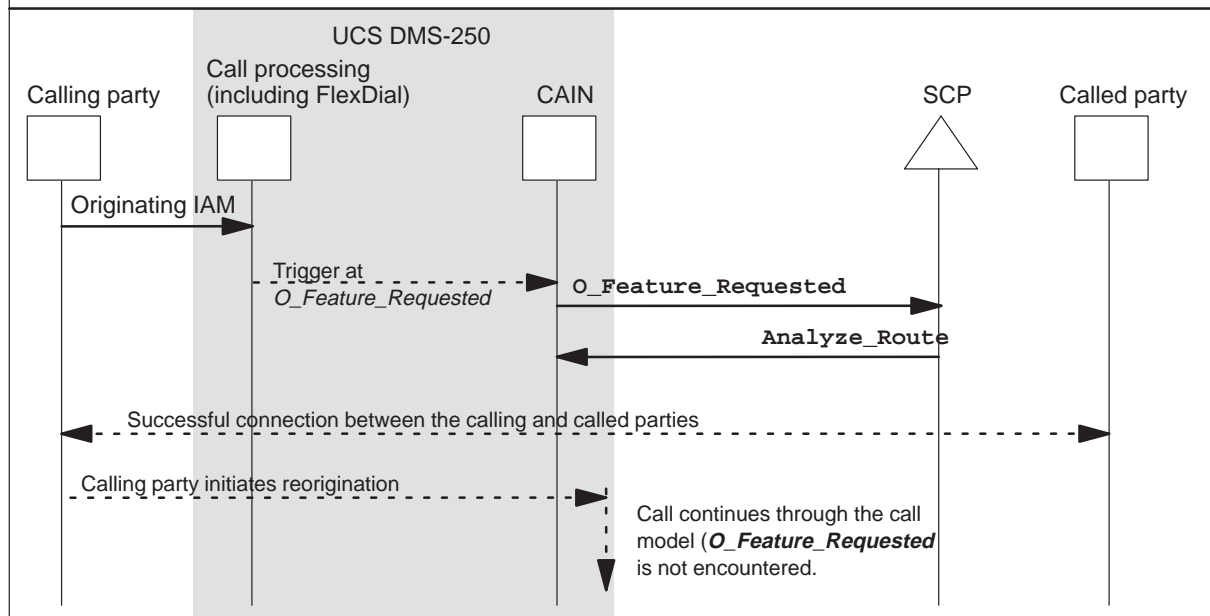 UCS DMS-250
Call processing
(including FlexDial)
Calling party
CAIN
SCP
Called party
Originating IAM
Trigger at
O_Feature_Requested
O_Feature_Requested
Analyze_Route
Successful connection between the calling and called parties
Calling party initiates reorigination
Call continues through the call
model (O_Feature_Requested
is not encountered.